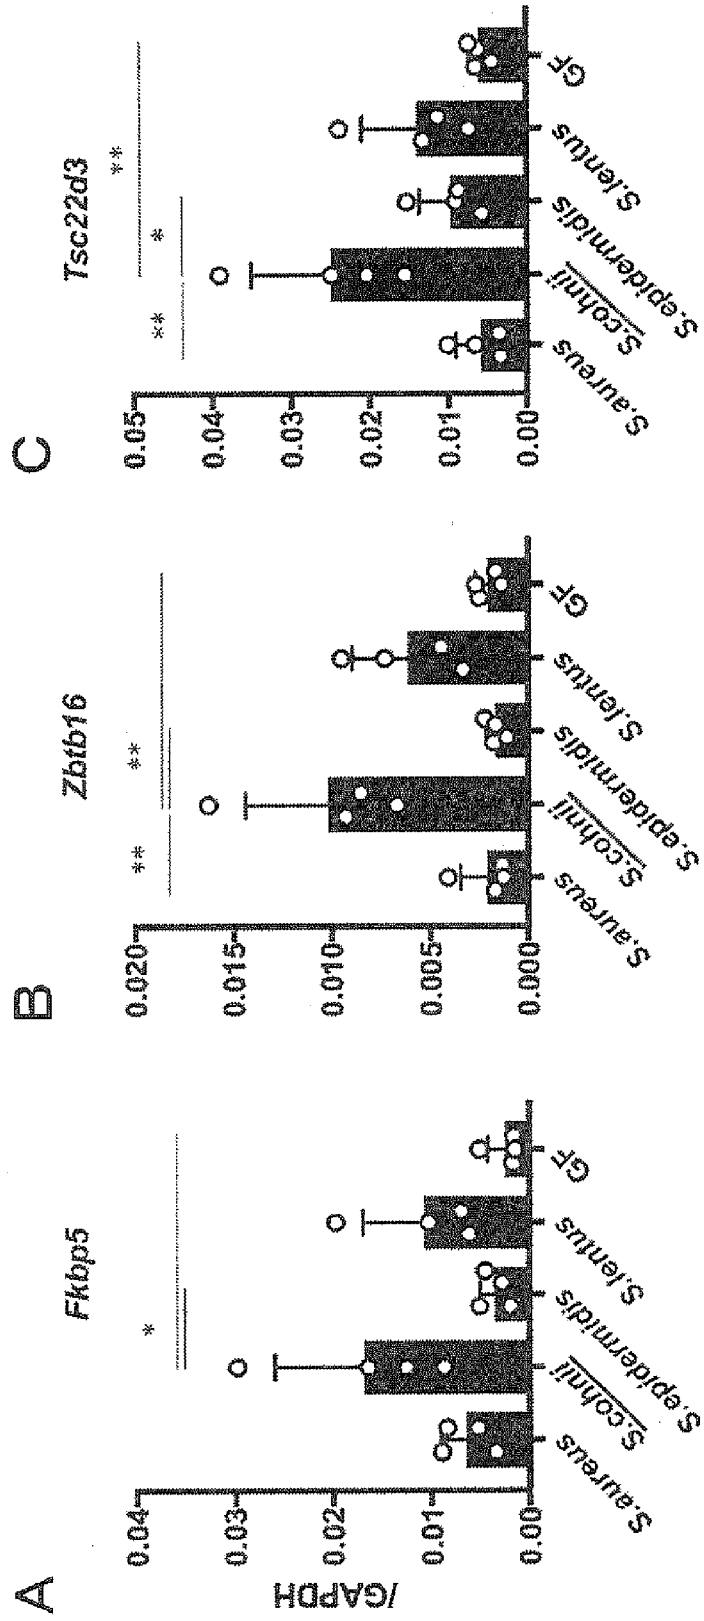 A
Fkbp5
*
/GAPDH
0.04
0.03
0.02
0.01
0.00
S.aureus
S.cohnii
S.epidermidis
S.lentus
GF
B
Zbtb16
**
**
0.020
0.015
0.010
0.005
0.000
S.aureus
S.cohnii
S.epidermidis
S.lentus
GF
C
Tsc22d3
**
*
**
0.05
0.04
0.03
0.02
0.01
0.00
S.aureus
S.cohnii
S.epidermidis
S.lentus
GF